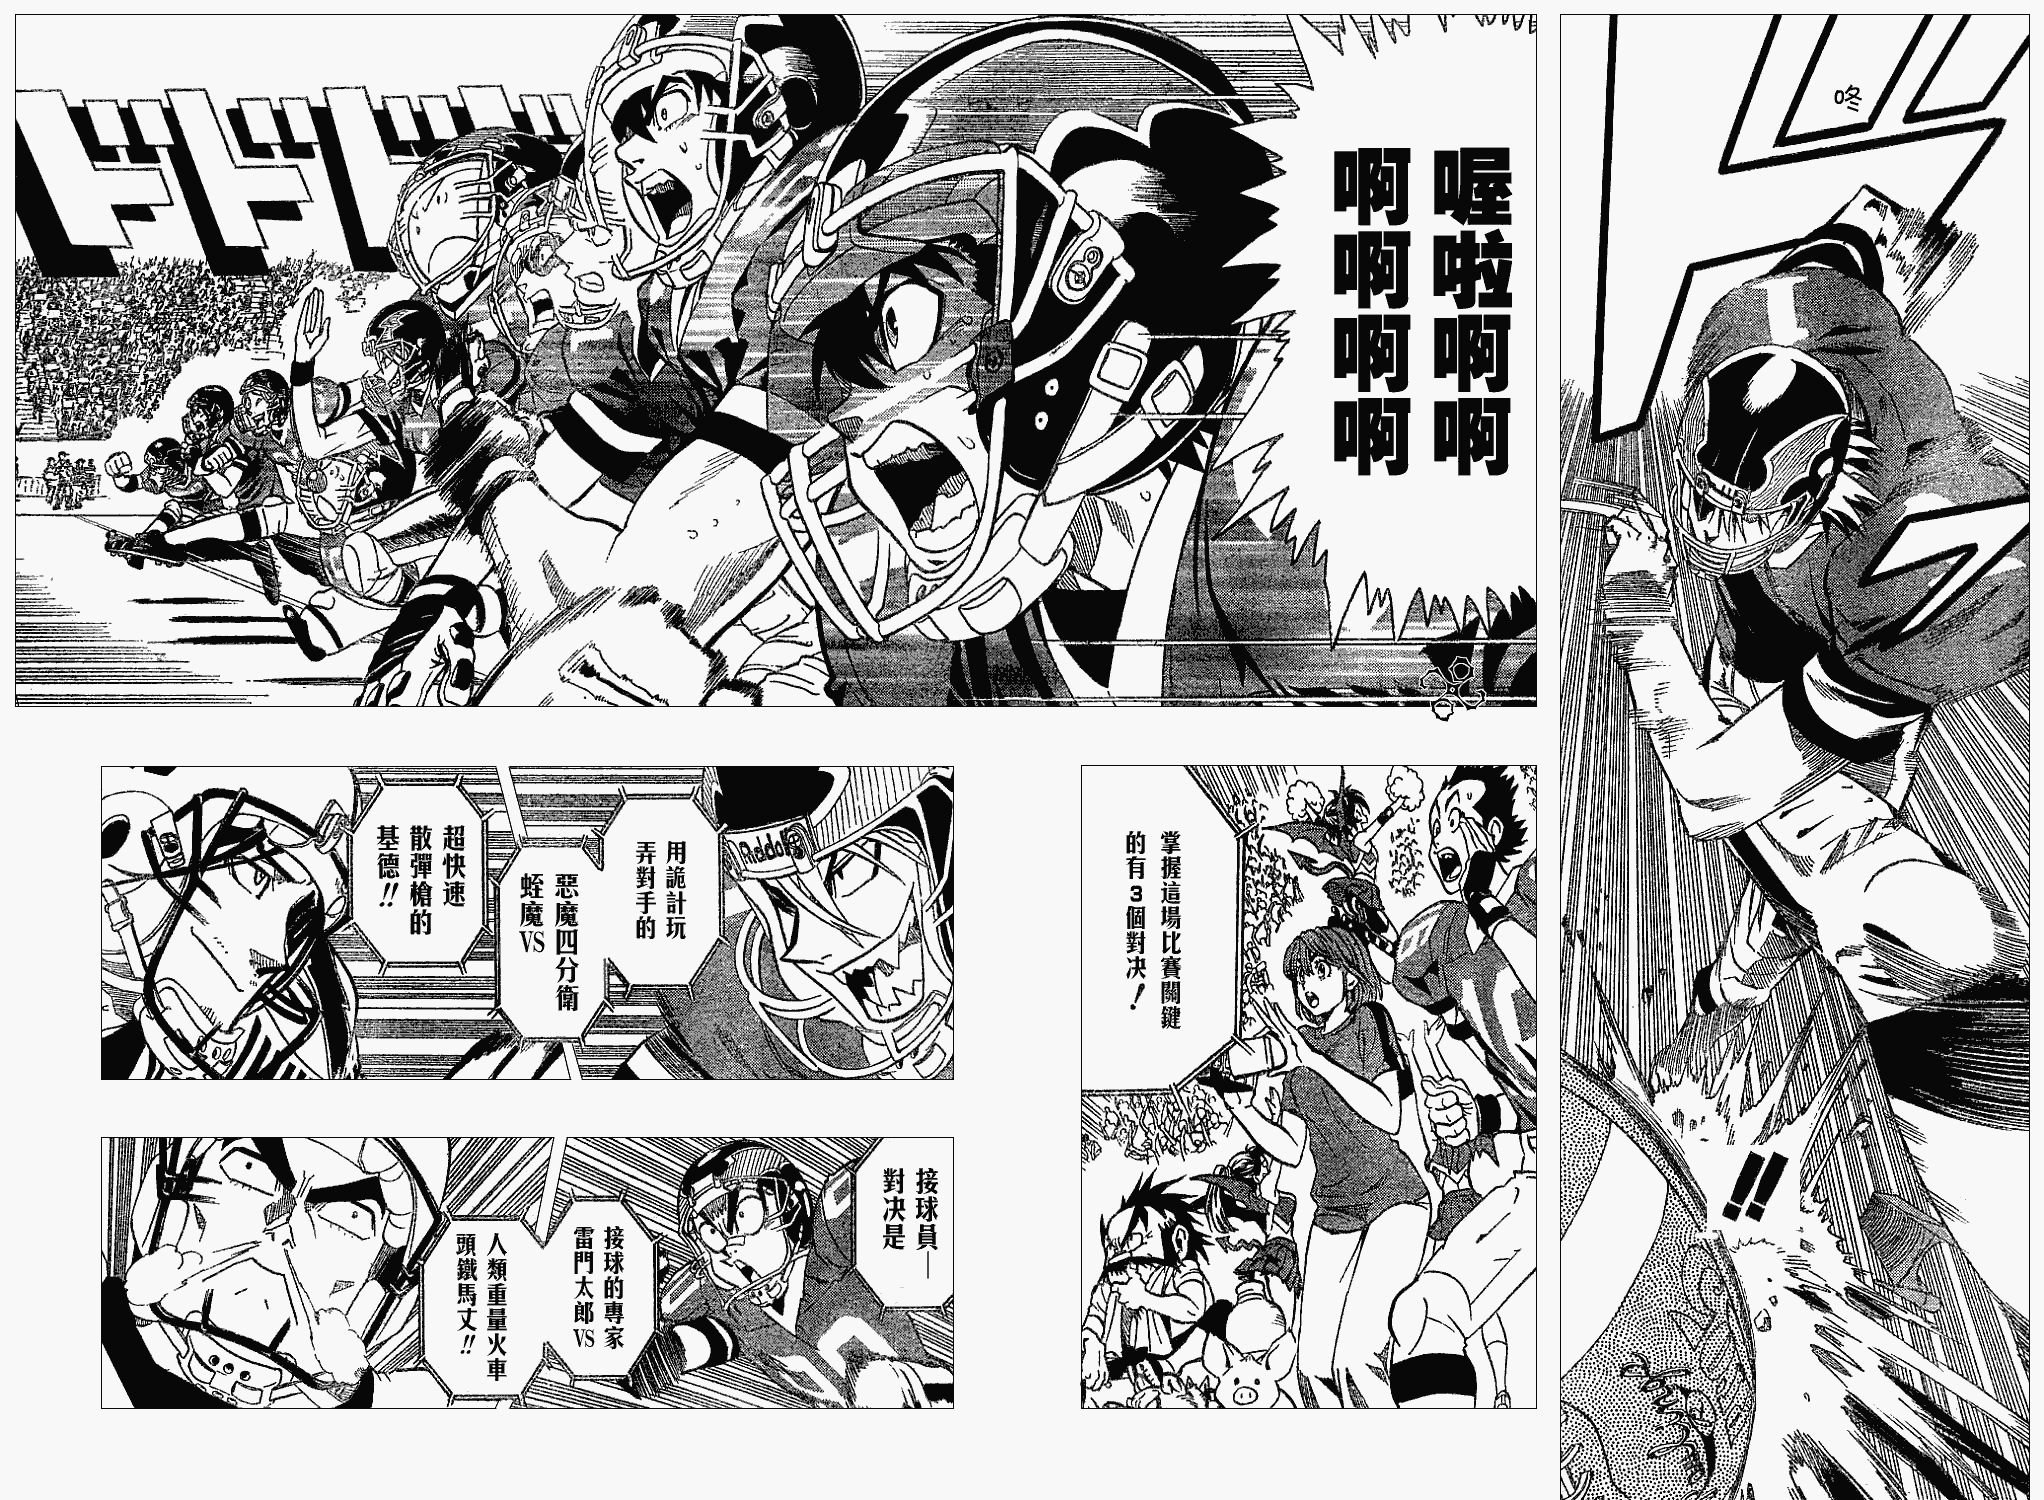 咚
!!
喔啦啊啊
啊啊啊啊
ドドドド
掌握這場比賽關鍵
的有3個對決!
用詭計玩
弄對手的
惡魔四分衛
蛭魔VS
超快速
散彈槍的
基德!!
接球員—
對決是
接球的專家
雷門太郎VS
人類重量火車
頭鐵馬丈!!